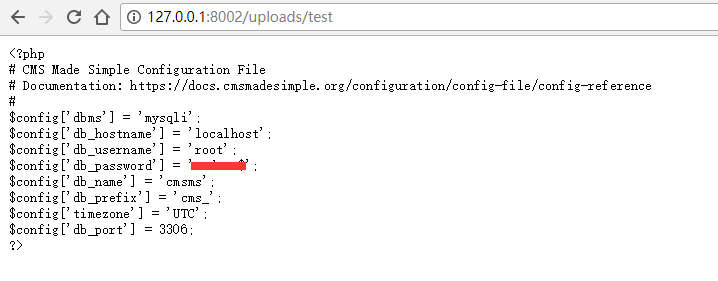 127.0.0.1:8002/uploads/test
<?php
# CMS Made Simple Configuration File
# Documentation: https://docs.cmsmadesimple.org/configuration/config-file/config-reference
#
$config['dbms'] = 'mysqli';
$config['db_hostname'] = 'localhost';
$config['db_username'] = 'root';
$config['db_password'] = '
$config['db_name'] = 'cmsms';
$config['db_prefix'] = 'cms_';
$config['timezone'] = 'UTC';
$config['db_port'] = 3306;
?>